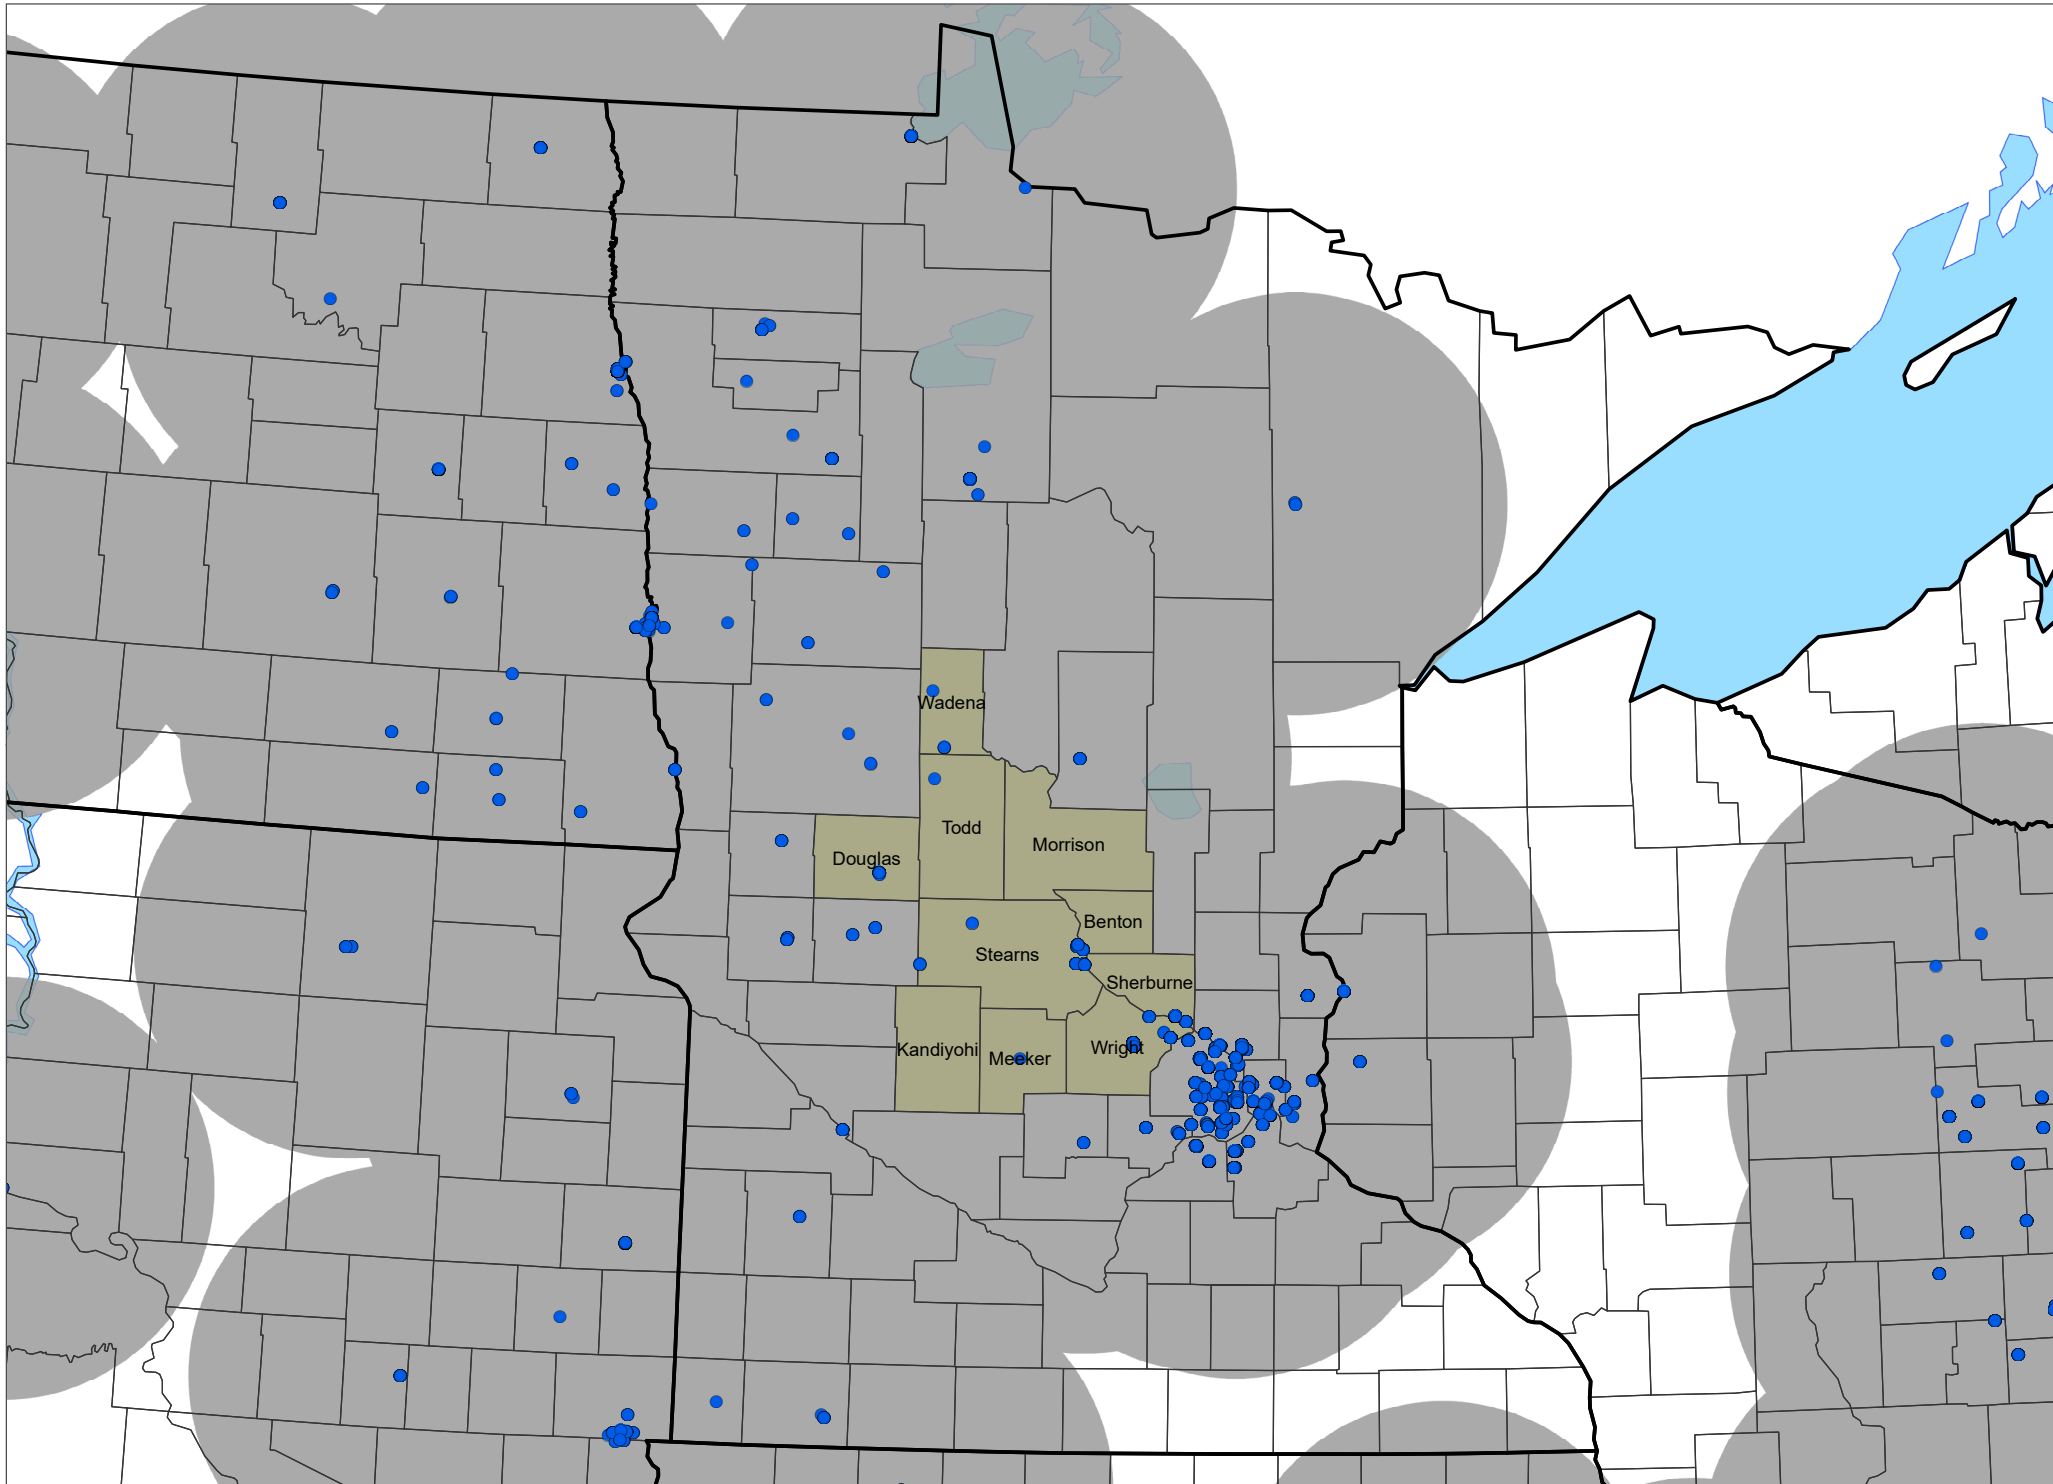 Wadena
Todd
Morrison
Douglas
Benton
Stearns
Sherburne
Kandiyohi
Meeker
Wright